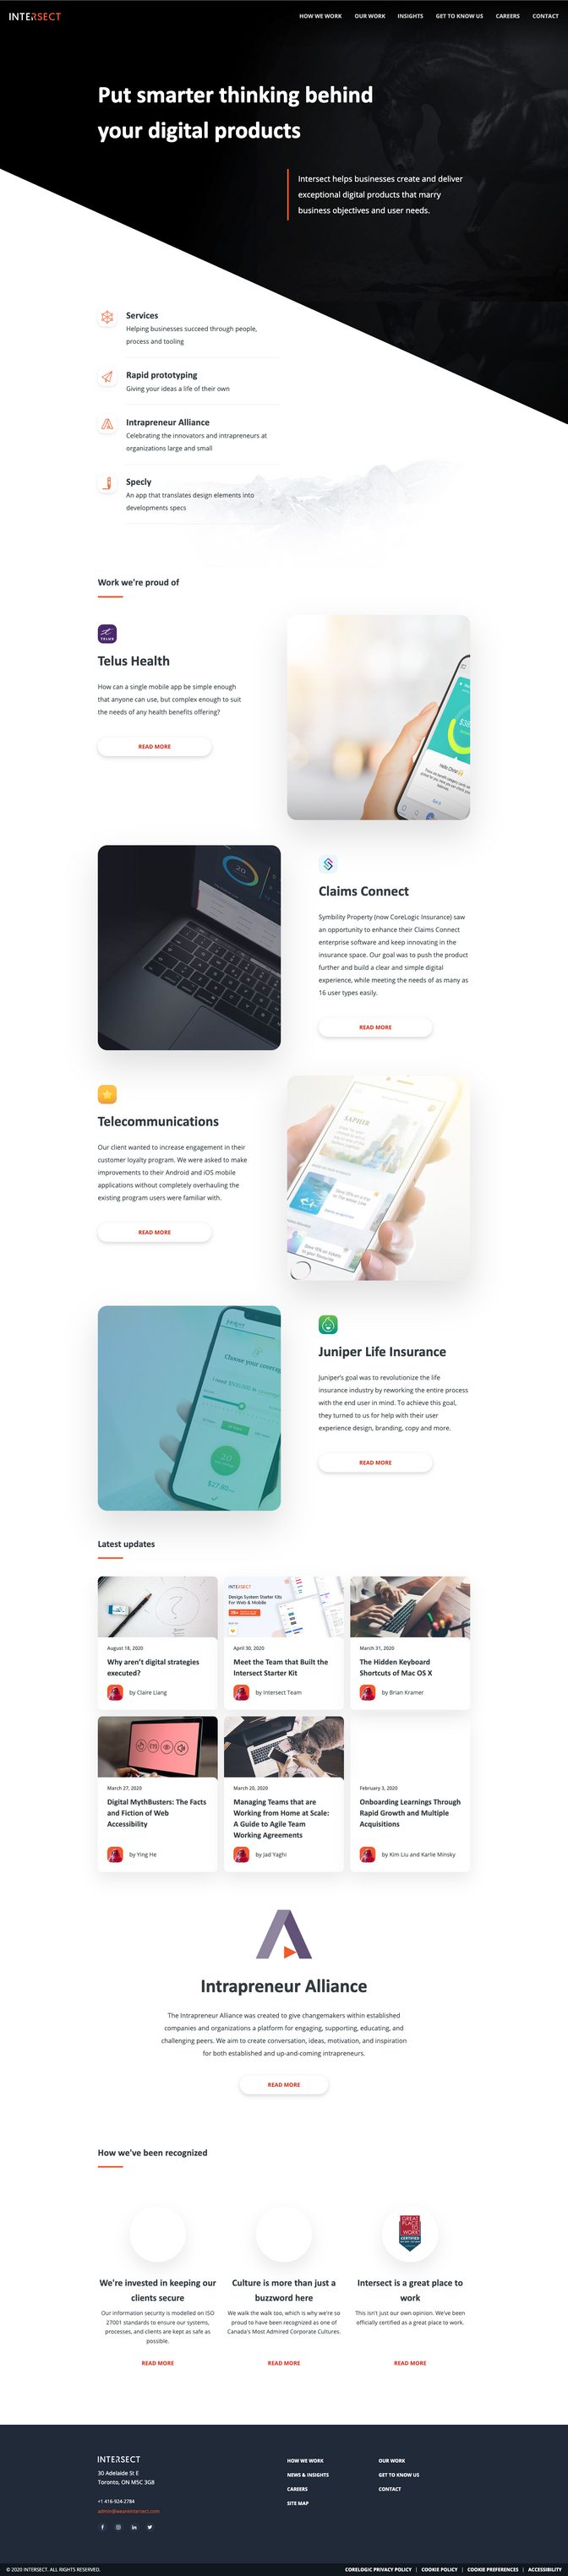 INTERSECT
HOW WE WORK OUR WORK INSIGHTS GET TO KNOW US CAREERS CONTACT
Put smarter thinking behind
your digital products
Intersect helps businesses create and deliver
exceptional digital products that marry
business objectives and user needs.
Services
Helping businesses succeed through people,
process and tooling
Rapid prototyping
Giving your ideas a life of their own
Intrapreneur Alliance
Celebrating the innovators and intrapreneurs at
organizations large and small
Specly
An app that translates design elements into
developments specs
Work we're proud of
TELUS
Telus Health
How can a single mobile app be simple enough
that anyone can use, but complex enough to suit
the needs of any health benefits offering?
READ MORE
Hello Chris
20
Claims Connect
Symbility Property (now CoreLogic Insurance) saw
an opportunity to enhance their Claims Connect
enterprise software and keep innovating in the
insurance space. Our goal was to push the product
further and build a clear and simple digital
experience, while meeting the needs of as many as
16 user types easily.
READ MORE
Telecommunications
Our client wanted to increase engagement in their
customer loyalty program. We were asked to make
improvements to their Android and iOS mobile
applications without completely overhauling the
existing program users were familiar with.
READ MORE
SAPHIR
juniper
Choose your coverag
20
$27.90
Juniper Life Insurance
Juniper's goal was to revolutionize the life
insurance industry by reworking the entire process
with the end user in mind. To achieve this goal,
they turned to us for help with their user
experience design, branding, copy and more.
READ MORE
Latest updates
INTERSECT
Design System Starter Kits
For Web & Mobile
August 18, 2020
Why aren't digital strategies
executed?
by Claire Liang
April 30, 2020
Meet the Team that Built the
Intersect Starter Kit
by Intersect Team
March 31, 2020
The Hidden Keyboard
Shortcuts of Mac OS X
by Brian Kramer
March 27, 2020
Digital MythBusters: The Facts
and Fiction of Web
Accessibility
by Ying He
March 26, 2020
Managing Teams that are
Working from Home at Scale:
A Guide to Agile Team
Working Agreements
by Jad Yaghi
February 3, 2020
Onboarding Learnings Through
Rapid Growth and Multiple
Acquisitions
by Kim Liu and Karlie Minsky
Intrapreneur Alliance
The Intrapreneur Alliance was created to give changemakers within established
companies and organizations a platform for engaging, supporting, educating, and
challenging peers. We aim to create conversation, ideas, motivation, and inspiration
for both established and up-and-coming intrapreneurs.
READ MORE
How we've been recognized
GREAT
PLACE
TO
WORK
CERTIFIED
We're invested in keeping our
clients secure
Our information security is modelled on ISO
27001 standards to ensure our systems,
processes, and clients are kept as safe as
possible.
READ MORE
Culture is more than just a
buzzword here
We walk the walk too, which is why we're so
proud to have been recognized as one of
Canada's Most Admired Corporate Cultures.
READ MORE
Intersect is a great place to
work
This isn't just our own opinion. We've been
officially certified as a great place to work.
READ MORE
INTERSECT
30 Adelaide St E
Toronto, ON M5C 3G8
+1 416-924-2784
admin@weareintersect.com
HOW WE WORK
NEWS & INSIGHTS
CAREERS
SITE MAP
OUR WORK
GET TO KNOW US
CONTACT
© 2020 INTERSECT. ALL RIGHTS RESERVED.
CORELOGIC PRIVACY POLICY | COOKIE POLICY | COOKIE PREFERENCES | ACCESSIBILITY